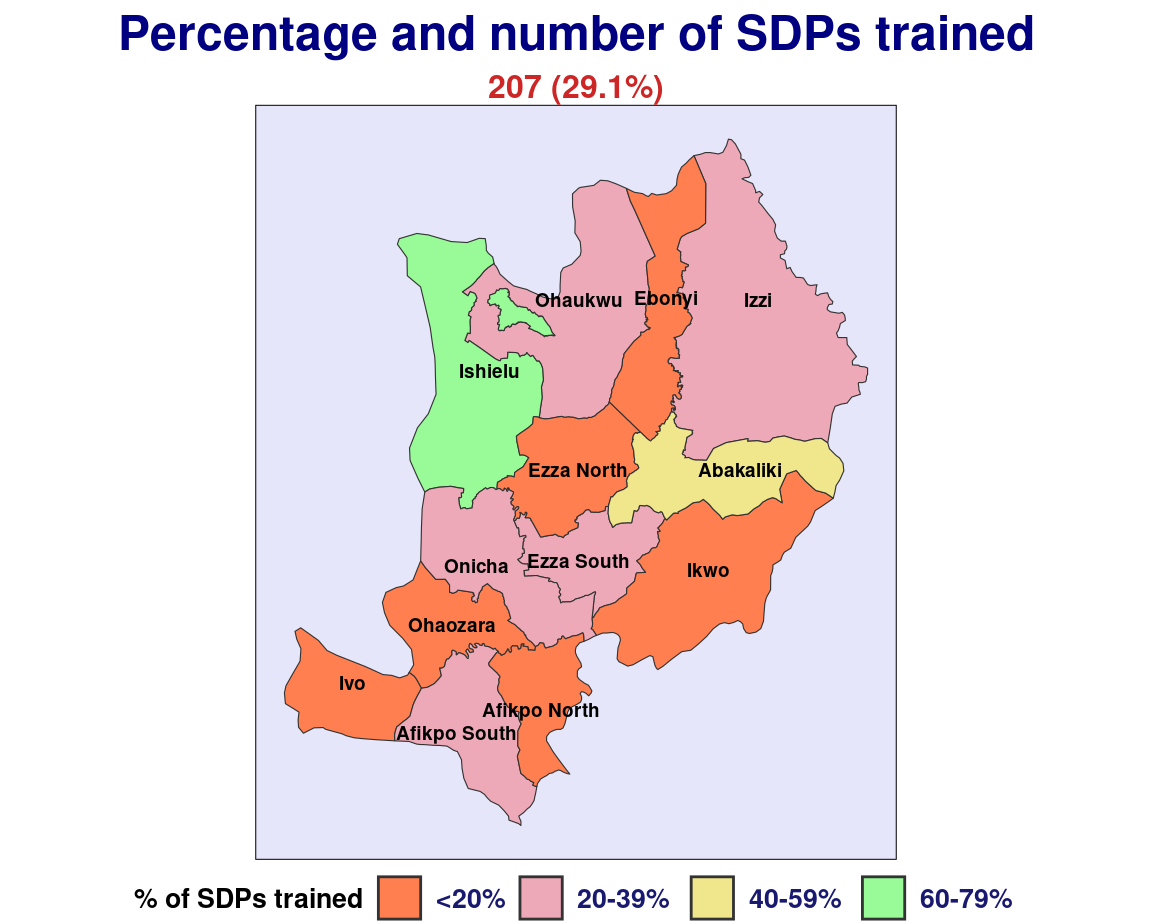 Percentage and number of SDPs trained
207 (29.1%)
Ohaukwu
Ebonyi
Izzi
Ishielu
Ezza North
Abakaliki
Onicha
Ezza South
Ikwo
Ohaozara
Ivo
Afikpo North
Afikpo South
% of SDPs trained <20% 20-39% 40-59% 60-79%